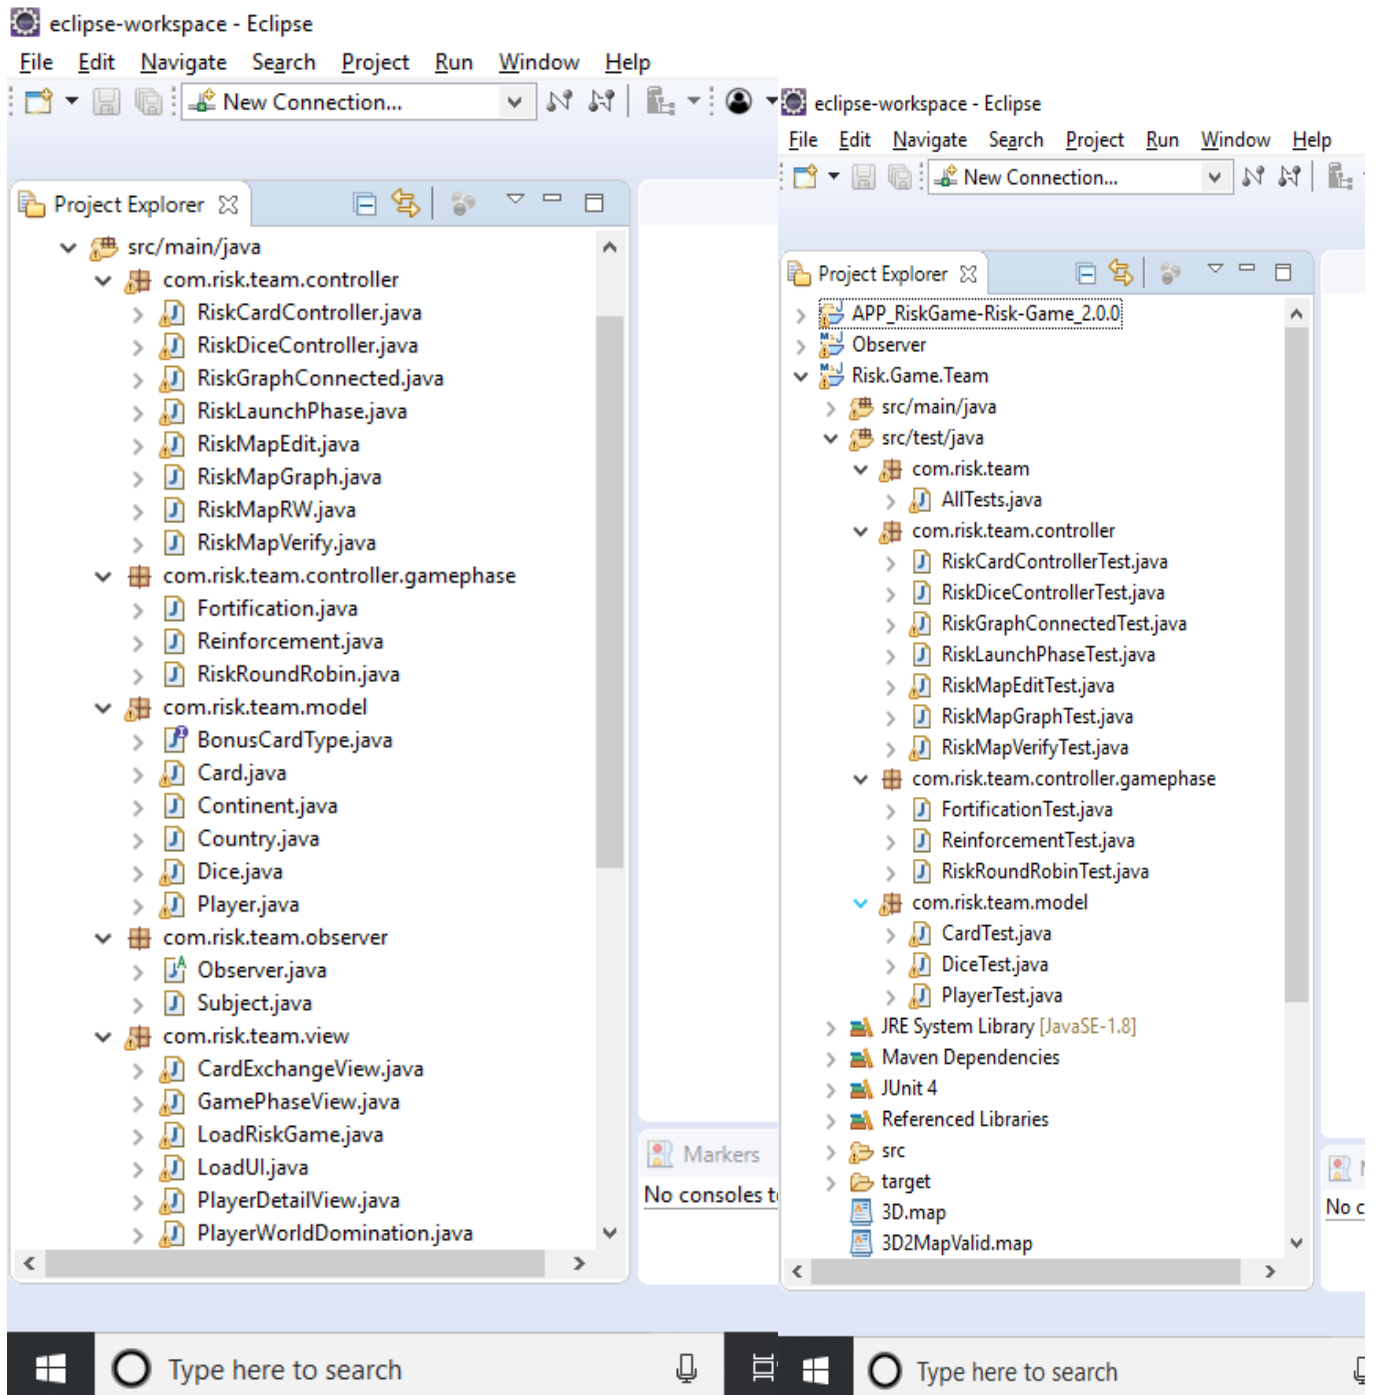 eclipse-workspace - Eclipse
File Edit Navigate Search Project Run Window Help
New Connection...
Project Explorer
src/main/java
com.risk.team.controller
RiskCardController.java
RiskDiceController.java
RiskGraphConnected.java
RiskLaunchPhase.java
RiskMapEdit.java
RiskMapGraph.java
RiskMapRW.java
RiskMapVerify.java
com.risk.team.controller.gamephase
Fortification.java
Reinforcement.java
RiskRoundRobin.java
com.risk.team.model
BonusCardType.java
Card.java
Continent.java
Country.java
Dice.java
Player.java
com.risk.team.observer
Observer.java
Subject.java
com.risk.team.view
CardExchangeView.java
GamePhaseView.java
LoadRiskGame.java
LoadUI.java
PlayerDetailView.java
PlayerWorldDomination.java
Markers
No consoles t
Type here to search
eclipse-workspace - Eclipse
File Edit Navigate Search Project Run Window Help
New Connection...
Project Explorer
APP_RiskGame-Risk-Game_2.0.0
Observer
Risk.Game.Team
src/main/java
src/test/java
com.risk.team
AllTests.java
com.risk.team.controller
RiskCardControllerTest.java
RiskDiceControllerTest.java
RiskGraphConnectedTest.java
RiskLaunchPhaseTest.java
RiskMapEditTest.java
RiskMapGraphTest.java
RiskMapVerifyTest.java
com.risk.team.controller.gamephase
FortificationTest.java
ReinforcementTest.java
RiskRoundRobinTest.java
com.risk.team.model
CardTest.java
DiceTest.java
PlayerTest.java
JRE System Library [JavaSE-1.8]
Maven Dependencies
JUnit 4
Referenced Libraries
src
target
3D.map
3D2MapValid.map
No c
Type here to search